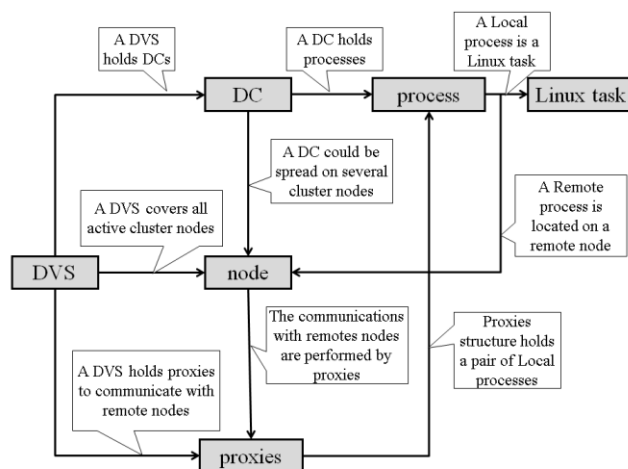 A DVS
holds DCs
A DC holds
processes
A Local
process is a
Linux task
DC
process
Linux task
A DC could be
spread on several
cluster nodes
A DVS covers all
active cluster nodes
A Remote
process is
located on a
remote node
DVS
node
The communications
with remotes nodes
are performed by
proxies
Proxies
structure holds
a pair of Local
processes
A DVS holds proxies
to communicate with
remote nodes
proxies